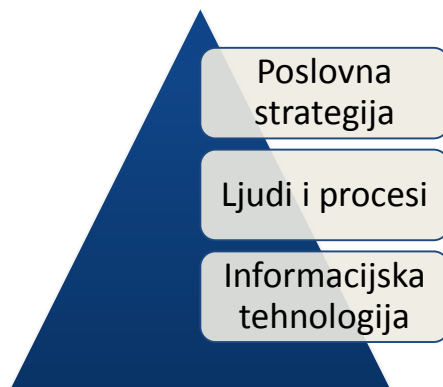 Poslovna
strategija
Ljudi i procesi
Informacijska
tehnologija